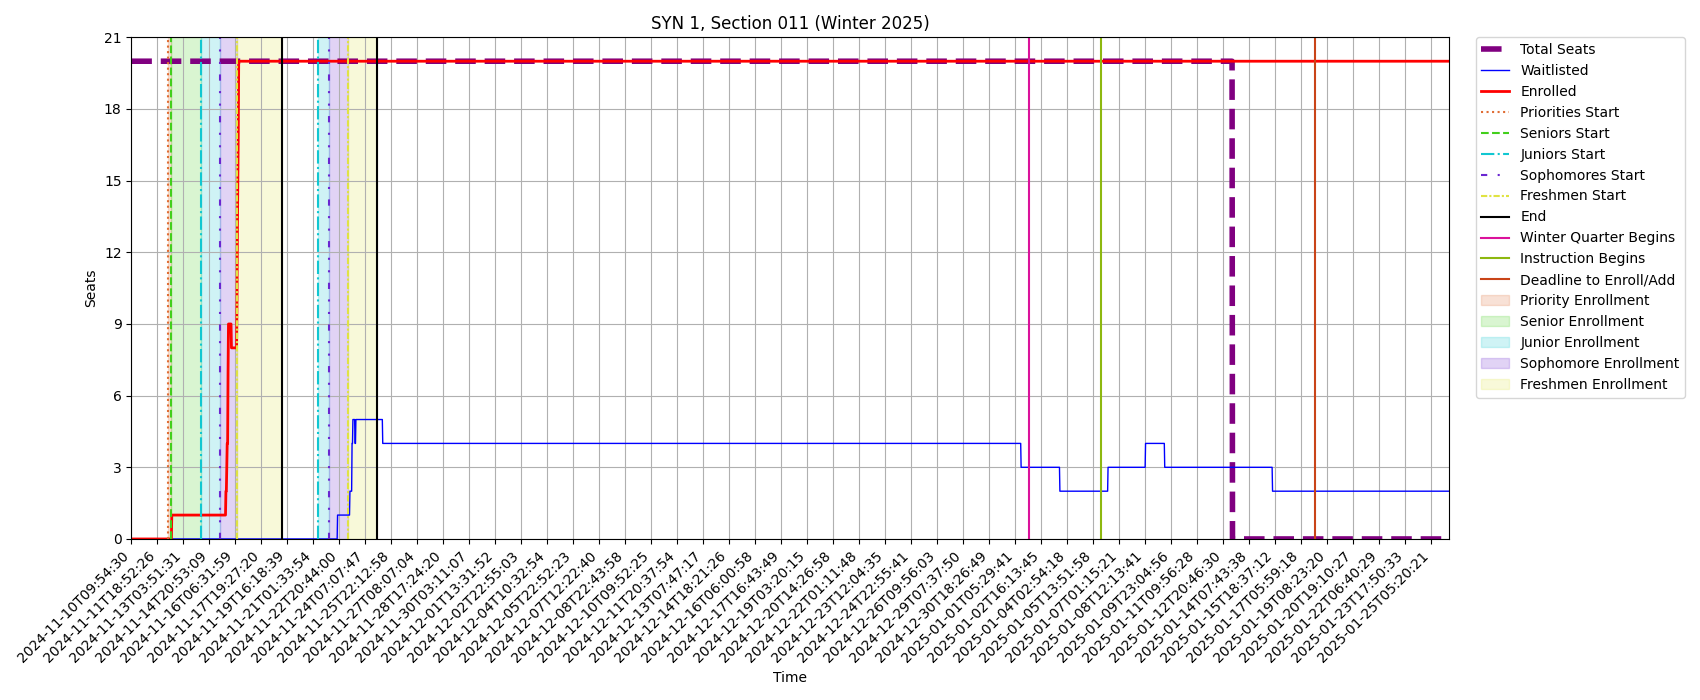 SYN 1, Section 011 (Winter 2025)
Seats
21
18
15
12
9
6
3
0
2024-11-10T09:54:30
2024-11-11T18:52:26
2024-11-13T03:51:31
2024-11-14T20:53:09
2024-11-16T06:31:59
2024-11-17T19:27:20
2024-11-19T16:18:39
2024-11-21T01:33:54
2024-11-22T20:44:00
2024-11-24T07:07:47
2024-11-25T22:12:58
2024-11-27T08:07:04
2024-11-28T17:24:20
2024-11-30T03:11:07
2024-12-01T13:31:52
2024-12-02T22:55:03
2024-12-04T10:32:54
2024-12-05T22:52:23
2024-12-07T12:22:40
2024-12-08T22:43:58
2024-12-10T09:52:25
2024-12-11T20:37:54
2024-12-13T07:47:17
2024-12-14T18:21:26
2024-12-16T06:00:58
2024-12-17T16:43:49
2024-12-19T03:20:15
2024-12-20T14:26:58
2024-12-22T01:11:48
2024-12-23T12:04:35
2024-12-24T22:55:41
2024-12-26T09:56:03
2024-12-29T07:37:50
2024-12-30T18:26:49
2025-01-01T05:29:41
2025-01-02T16:13:45
2025-01-04T02:54:18
2025-01-05T13:51:58
2025-01-07T01:15:21
2025-01-08T12:13:41
2025-01-09T23:04:56
2025-01-11T09:56:28
2025-01-12T20:46:30
2025-01-14T07:43:38
2025-01-15T18:37:12
2025-01-17T05:59:18
2025-01-19T08:23:20
2025-01-20T19:10:27
2025-01-22T06:40:29
2025-01-23T17:50:33
2025-01-25T05:20:21
Time
Total Seats
Waitlisted
Enrolled
Priorities Start
Seniors Start
Juniors Start
Sophomores Start
Freshmen Start
End
Winter Quarter Begins
Instruction Begins
Deadline to Enroll/Add
Priority Enrollment
Senior Enrollment
Junior Enrollment
Sophomore Enrollment
Freshmen Enrollment